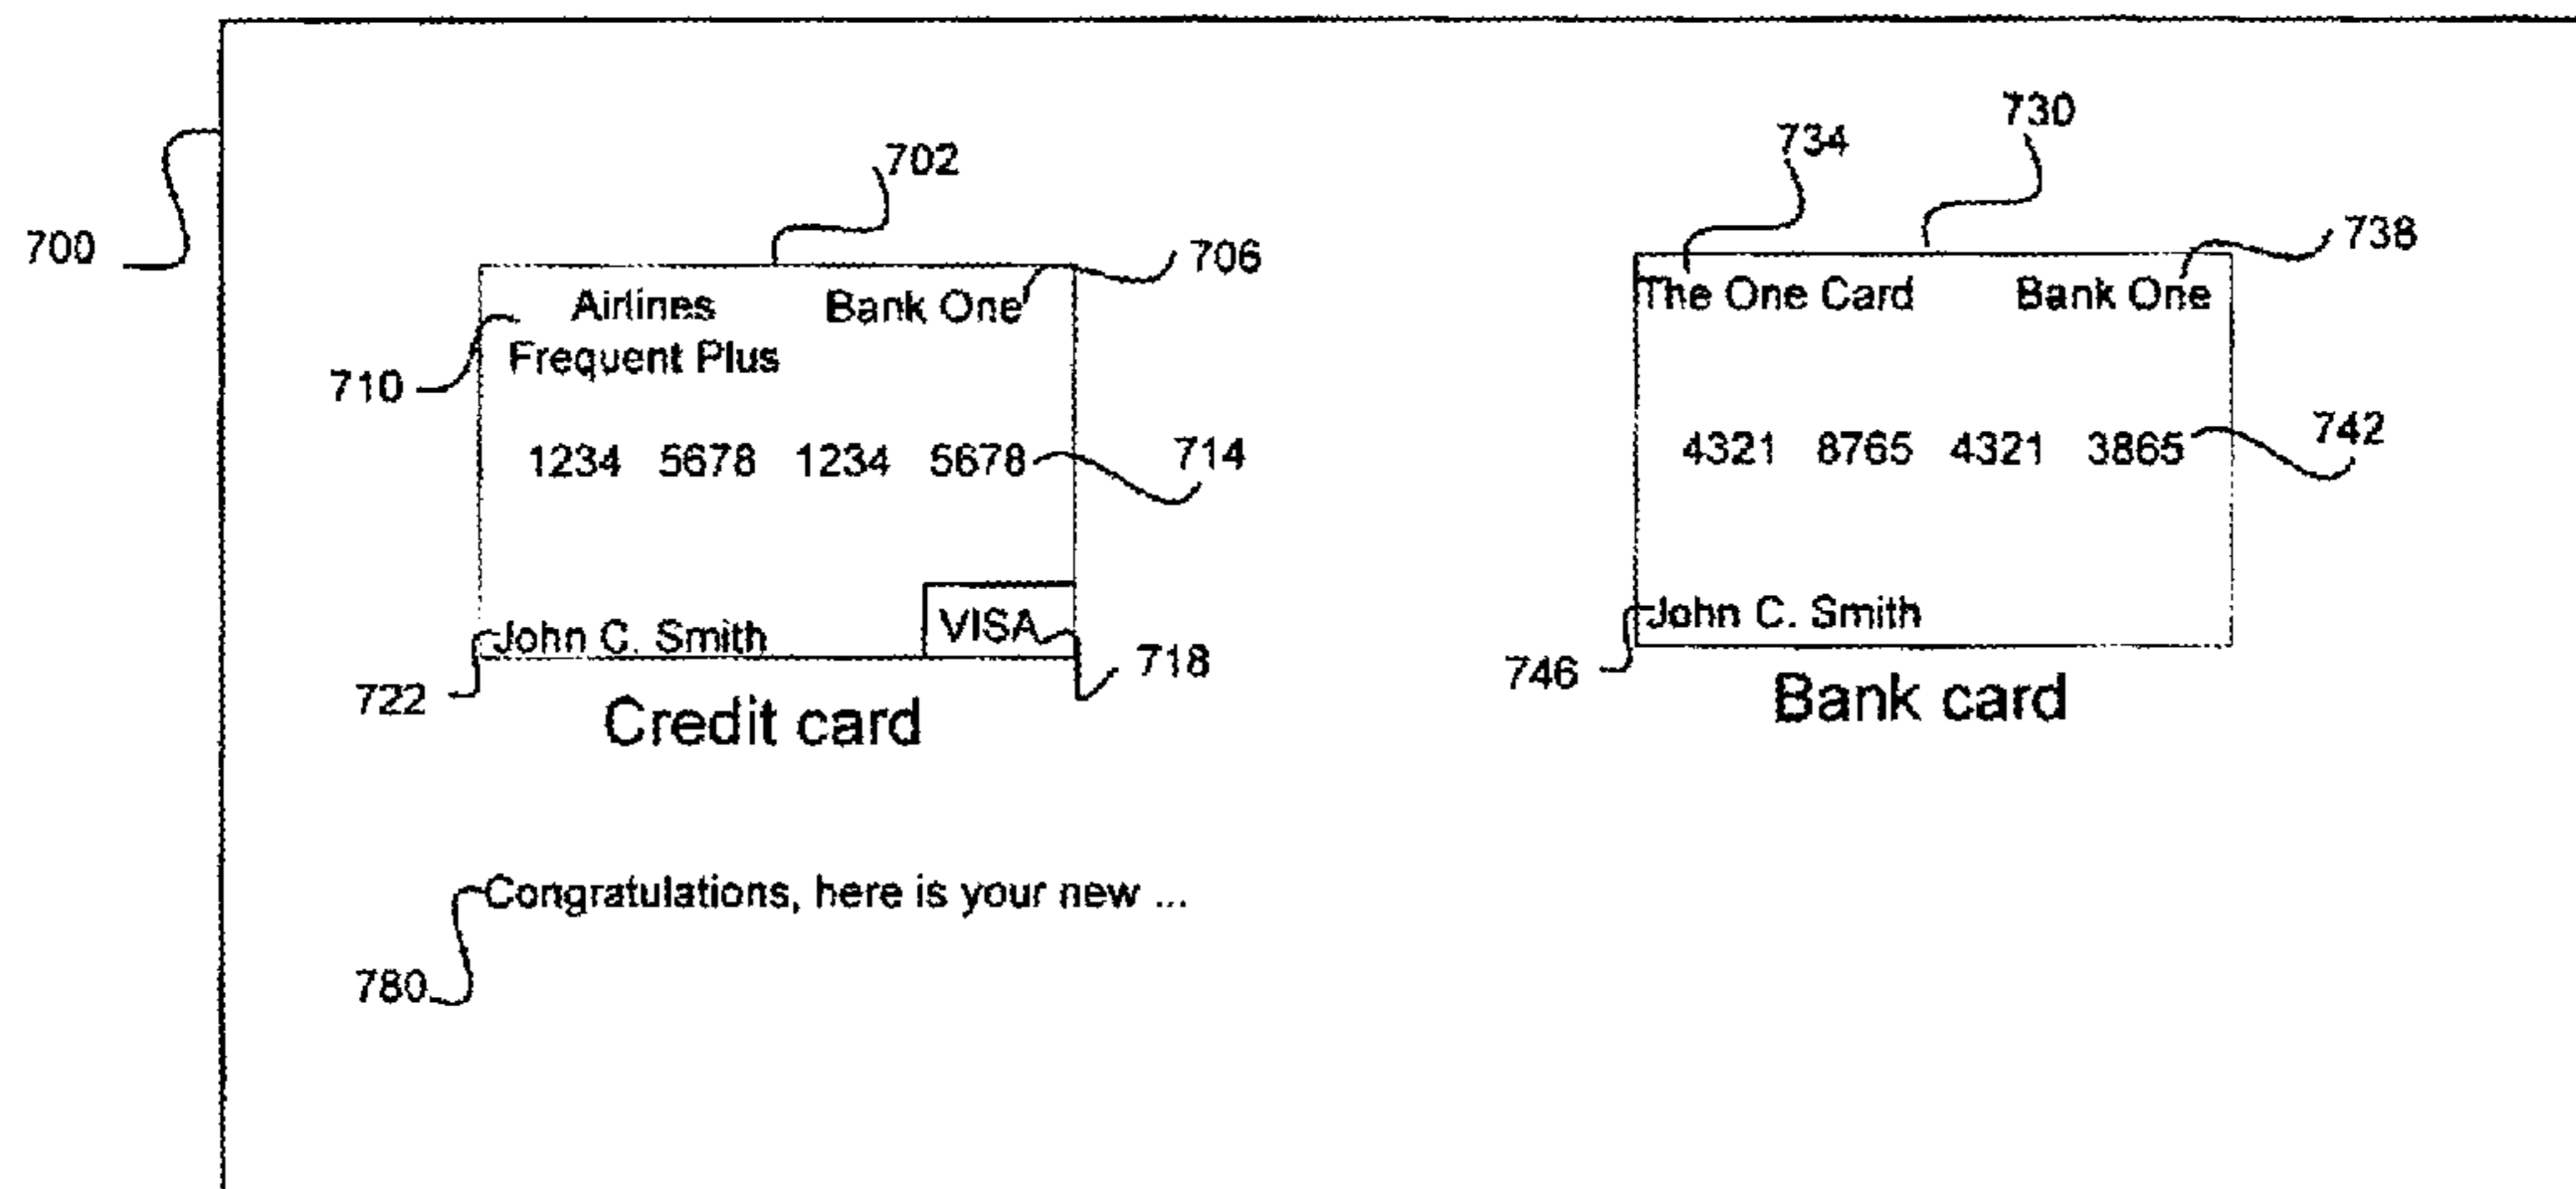 730
734
702
700
706
738
Airlines Bank One
Frequent Plus
The One Card Bank One
710
1234 5678 1234 5678
714
4321 8765 4321 3865
742
John C. Smith
VISA
718
722
Credit card
John C. Smith
746
Bank card
Congratulations, here is your new ...
780